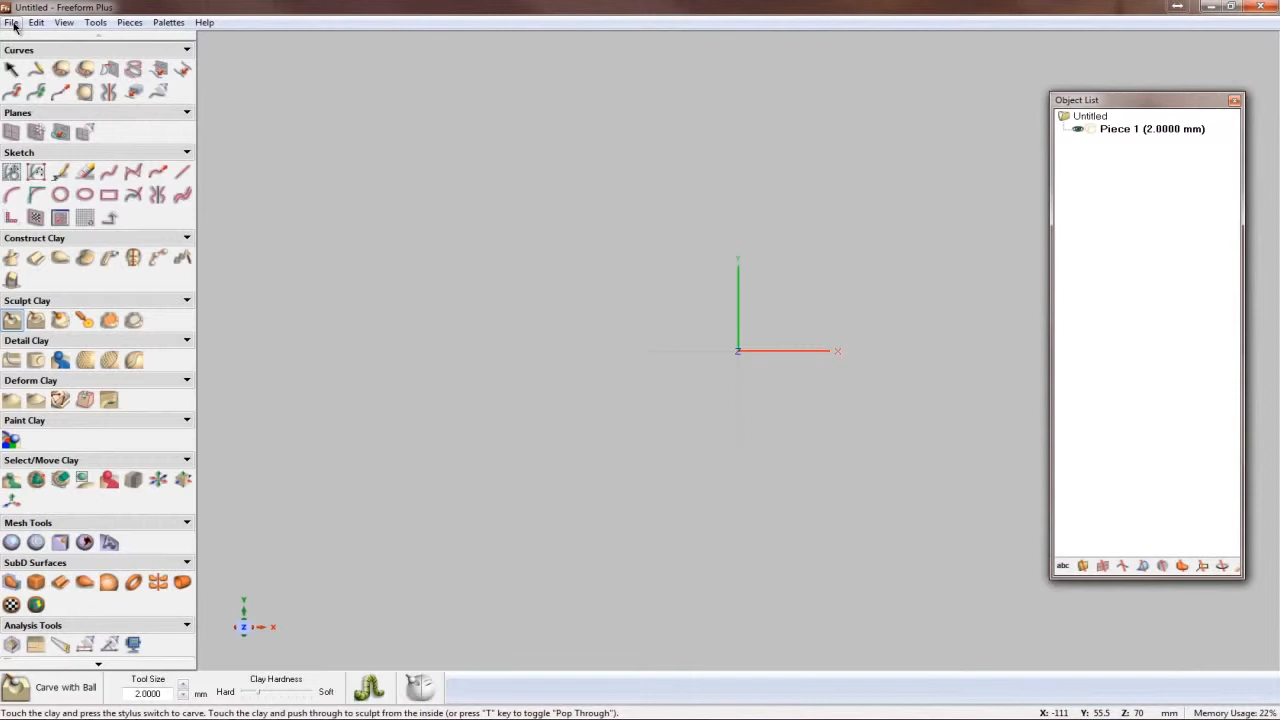 Untitled - Freeform Plus
File Edit View Tools Pieces Palettes Help
Curves
Planes
Sketch
Construct Clay
Sculpt Clay
Detail Clay
Deform Clay
Paint Clay
Select/Move Clay
Mesh Tools
SubD Surfaces
Analysis Tools
Y
Z
X
Y
Z
X
Object List
Untitled
Piece 1 (2.0000 mm)
abc
Carve with Ball
Tool Size
2.0000 mm
Clay Hardness
Hard Soft
Touch the clay and press the stylus switch to carve. Touch the clay and push through to sculpt from the inside (or press "T" key to toggle "Pop Through").
X: -111 Y: 55.5 Z: 70 mm Memory Usage: 22%